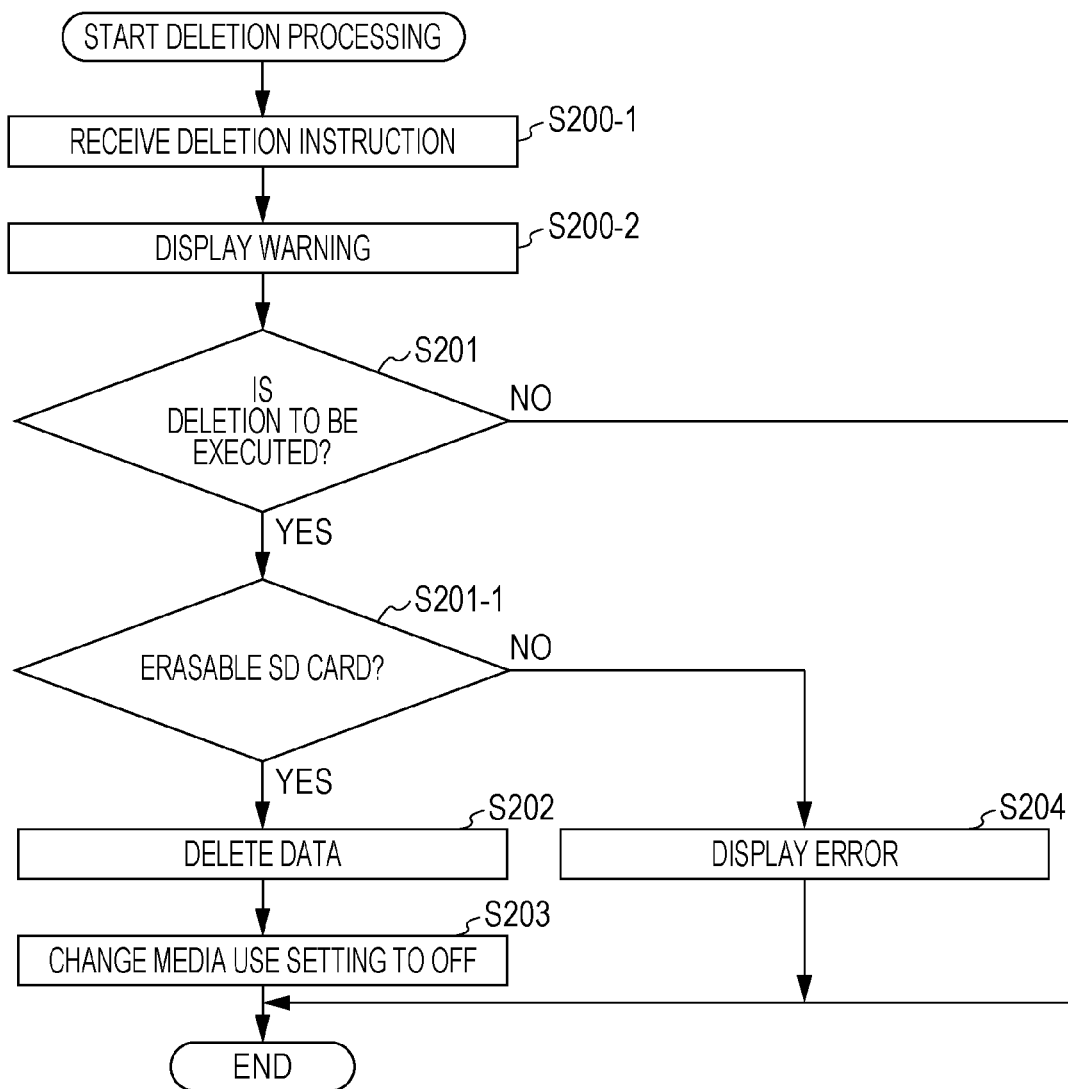 START DELETION PROCESSING
S200-1
RECEIVE DELETION INSTRUCTION
S200-2
DISPLAY WARNING
S201
IS
DELETION TO BE
EXECUTED?
NO
YES
S201-1
ERASABLE SD CARD?
NO
YES
S202
DELETE DATA
S204
DISPLAY ERROR
S203
CHANGE MEDIA USE SETTING TO OFF
END